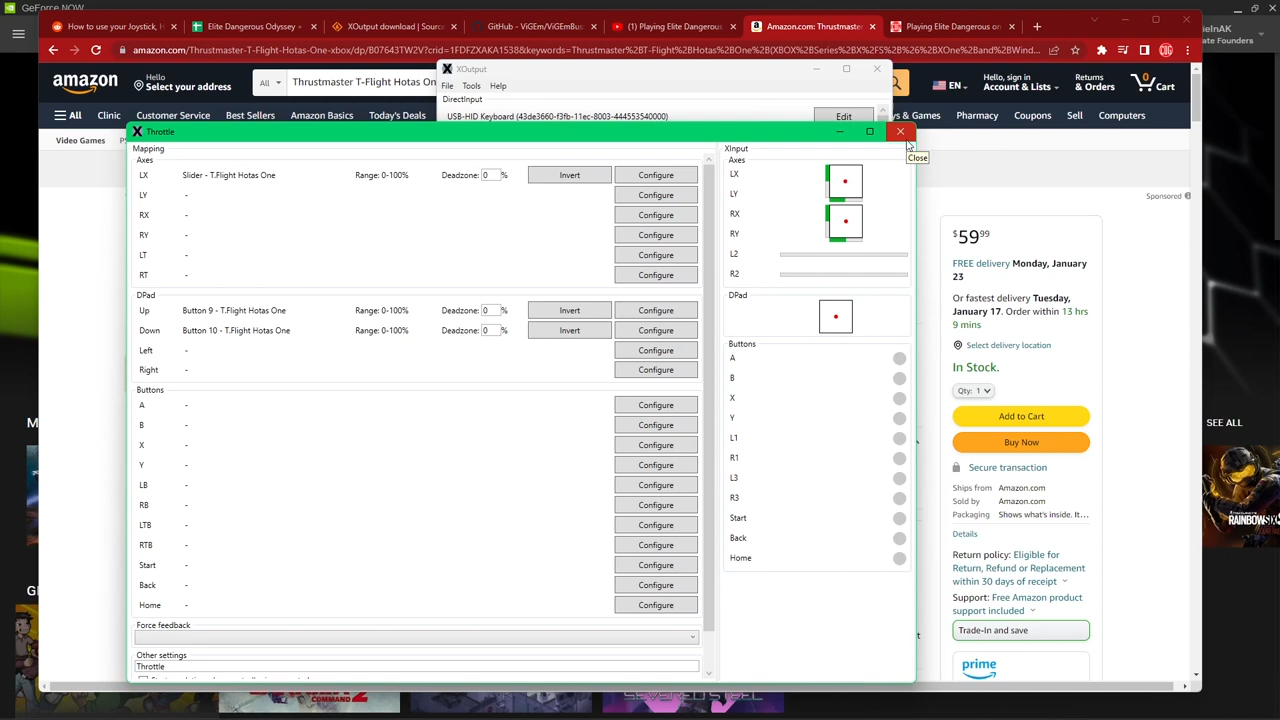 GeForce NOW
How to use your Joystick, H
Elite Dangerous Odyssey +
XOutput download | Source
GitHub - ViGEm/ViGEmBus
(1) Playing Elite Dangerous
Amazon.com: Thrustmaster
Playing Elite Dangerous on
amazon.com/Thrustmaster-T-Flight-Hotas-One-xbox/dp/B07643TW2V?crid=1FDFZXAKA1538&keywords=Thrustmaster%2BT-Flight%2BHotas%2BOne%2B(XBOX%2BSeries%2BX%2FS%2B%26%2BXOne%2Band%2BWind...
amazon
Hello
Select your address
All
Thrustmaster T-Flight Hotas On
EN
Hello, sign in
Account & Lists
Returns
& Orders
Cart
All
Clinic
Customer Service
Best Sellers
Amazon Basics
Today's Deals
ys & Games
Pharmacy
Coupons
Sell
Computers
Video Games
XOutput
File
Tools
Help
DirectInput
USB-HID Keyboard (43de3660-f3fb-11ec-8003-444553540000)
Edit
Throttle
Close
Mapping
Axes
LX Slider - T.Flight Hotas One Range: 0-100% Deadzone: 0 % Invert Configure
LY - Configure
RX - Configure
RY - Configure
LT - Configure
RT - Configure
DPad
Up Button 9 - T.Flight Hotas One Range: 0-100% Deadzone: 0 % Invert Configure
Down Button 10 - T.Flight Hotas One Range: 0-100% Deadzone: 0 % Invert Configure
Left - Configure
Right - Configure
Buttons
A - Configure
B - Configure
X - Configure
Y - Configure
LB - Configure
RB - Configure
LTB - Configure
RTB - Configure
Start - Configure
Back - Configure
Home - Configure
Force feedback
Other settings
Throttle
XInput
Axes
LX
LY
RX
RY
L2
R2
DPad
Buttons
A
B
X
Y
L1
R1
L3
R3
Start
Back
Home
Sponsored
$59 99
FREE delivery Monday, January
23
Or fastest delivery Tuesday,
January 17. Order within 13 hrs
9 mins
Select delivery location
In Stock.
Qty: 1
Add to Cart
Buy Now
Secure transaction
Ships from Amazon.com
Sold by Amazon.com
Packaging Shows what's inside. It...
Details
Return policy: Eligible for
Return, Refund or Replacement
within 30 days of receipt
Support: Free Amazon product
support included
Trade-In and save
prime
SEE ALL
RAINBOWSIX
COMMAND 2
SEVERED STEEL